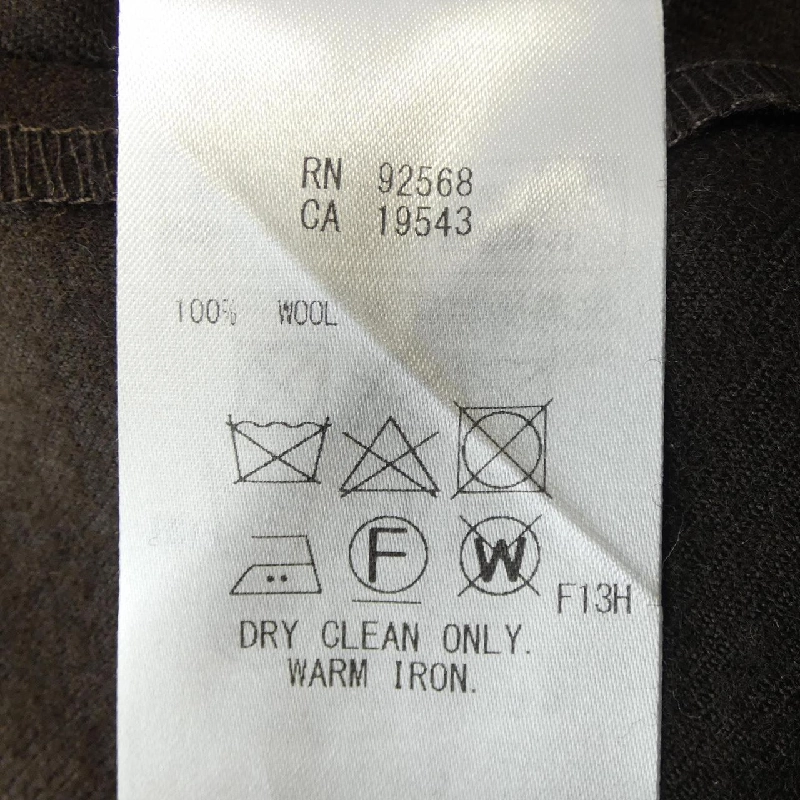 RN 92568
CA 19543
100% WOOL
F W F13H
DRY CLEAN ONLY.
WARM IRON.